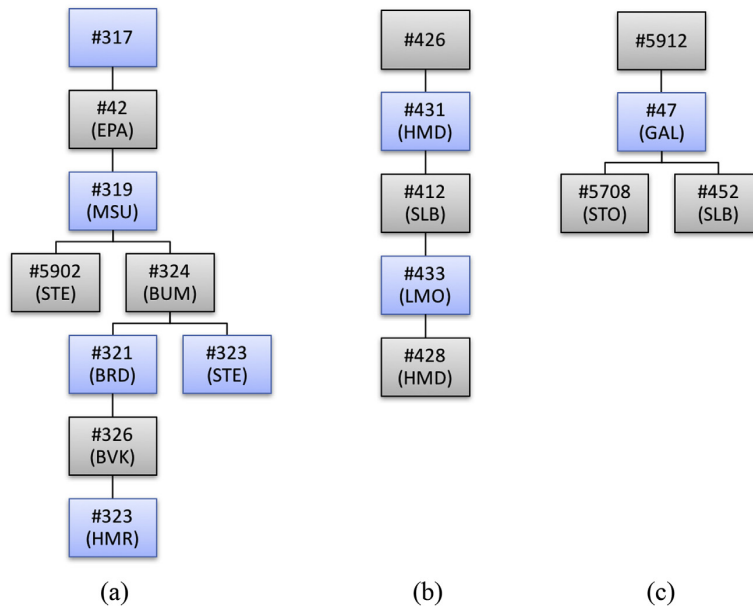 #317
#42
(EPA)
#319
(MSU)
#5902
(STE)
#324
(BUM)
#321
(BRD)
#323
(STE)
#326
(BVK)
#323
(HMR)
(a)
#426
#431
(HMD)
#412
(SLB)
#433
(LMO)
#428
(HMD)
(b)
#5912
#47
(GAL)
#5708
(STO)
#452
(SLB)
(c)